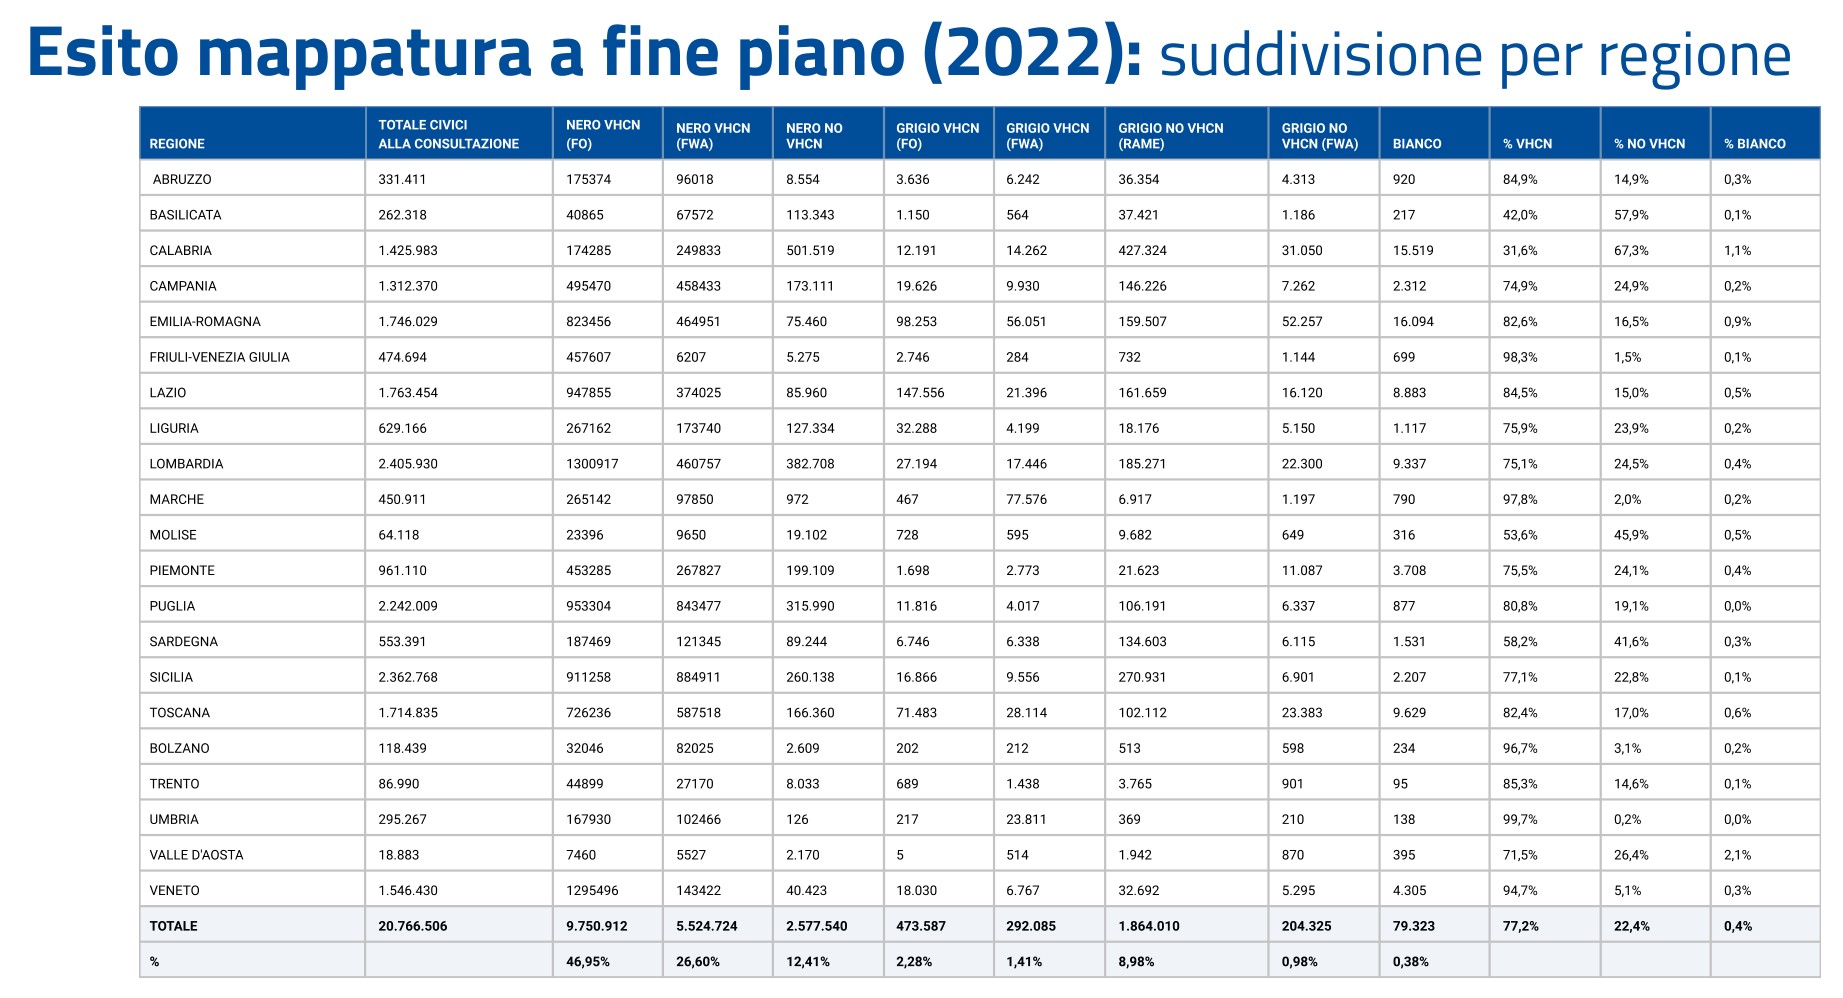 Esito mappatura a fine piano (2022): suddivisione per regione
REGIONE TOTALE CIVICI ALLA CONSULTAZIONE NERO VHCN (FO) NERO VHCN (FWA) NERO NO VHCN GRIGIO VHCN (FO) GRIGIO VHCN (FWA) GRIGIO NO VHCN (RAME) GRIGIO NO VHCN (FWA) BIANCO % VHCN % NO VHCN % BIANCO
ABRUZZO 331.411 175374 96018 8.554 3.636 6.242 36.354 4.313 920 84,9% 14,9% 0,3%
BASILICATA 262.318 40865 67572 113.343 1.150 564 37.421 1.186 217 42,0% 57,9% 0,1%
CALABRIA 1.425.983 174285 249833 501.519 12.191 14.262 427.324 31.050 15.519 31,6% 67,3% 1,1%
CAMPANIA 1.312.370 495470 458433 173.111 19.626 9.930 146.226 7.262 2.312 74,9% 24,9% 0,2%
EMILIA-ROMAGNA 1.746.029 823456 464951 75.460 98.253 56.051 159.507 52.257 16.094 82,6% 16,5% 0,9%
FRIULI-VENEZIA GIULIA 474.694 457607 6207 5.275 2.746 284 732 1.144 699 98,3% 1,5% 0,1%
LAZIO 1.763.454 947855 374025 85.960 147.556 21.396 161.659 16.120 8.883 84,5% 15,0% 0,5%
LIGURIA 629.166 267162 173740 127.334 32.288 4.199 18.176 5.150 1.117 75,9% 23,9% 0,2%
LOMBARDIA 2.405.930 1300917 460757 382.708 27.194 17.446 185.271 22.300 9.337 75,1% 24,5% 0,4%
MARCHE 450.911 265142 97850 972 467 77.576 6.917 1.197 790 97,8% 2,0% 0,2%
MOLISE 64.118 23396 9650 19.102 728 595 9.682 649 316 53,6% 45,9% 0,5%
PIEMONTE 961.110 453285 267827 199.109 1.698 2.773 21.623 11.087 3.708 75,5% 24,1% 0,4%
PUGLIA 2.242.009 953304 843477 315.990 11.816 4.017 106.191 6.337 877 80,8% 19,1% 0,0%
SARDEGNA 553.391 187469 121345 89.244 6.746 6.338 134.603 6.115 1.531 58,2% 41,6% 0,3%
SICILIA 2.362.768 911258 884911 260.138 16.866 9.556 270.931 6.901 2.207 77,1% 22,8% 0,1%
TOSCANA 1.714.835 726236 587518 166.360 71.483 28.114 102.112 23.383 9.629 82,4% 17,0% 0,6%
BOLZANO 118.439 32046 82025 2.609 202 212 513 598 234 96,7% 3,1% 0,2%
TRENTO 86.990 44899 27170 8.033 689 1.438 3.765 901 95 85,3% 14,6% 0,1%
UMBRIA 295.267 167930 102466 126 217 23.811 369 210 138 99,7% 0,2% 0,0%
VALLE D'AOSTA 18.883 7460 5527 2.170 5 514 1.942 870 395 71,5% 26,4% 2,1%
VENETO 1.546.430 1295496 143422 40.423 18.030 6.767 32.692 5.295 4.305 94,7% 5,1% 0,3%
TOTALE 20.766.506 9.750.912 5.524.724 2.577.540 473.587 292.085 1.864.010 204.325 79.323 77,2% 22,4% 0,4%
% 46,95% 26,60% 12,41% 2,28% 1,41% 8,98% 0,98% 0,38%